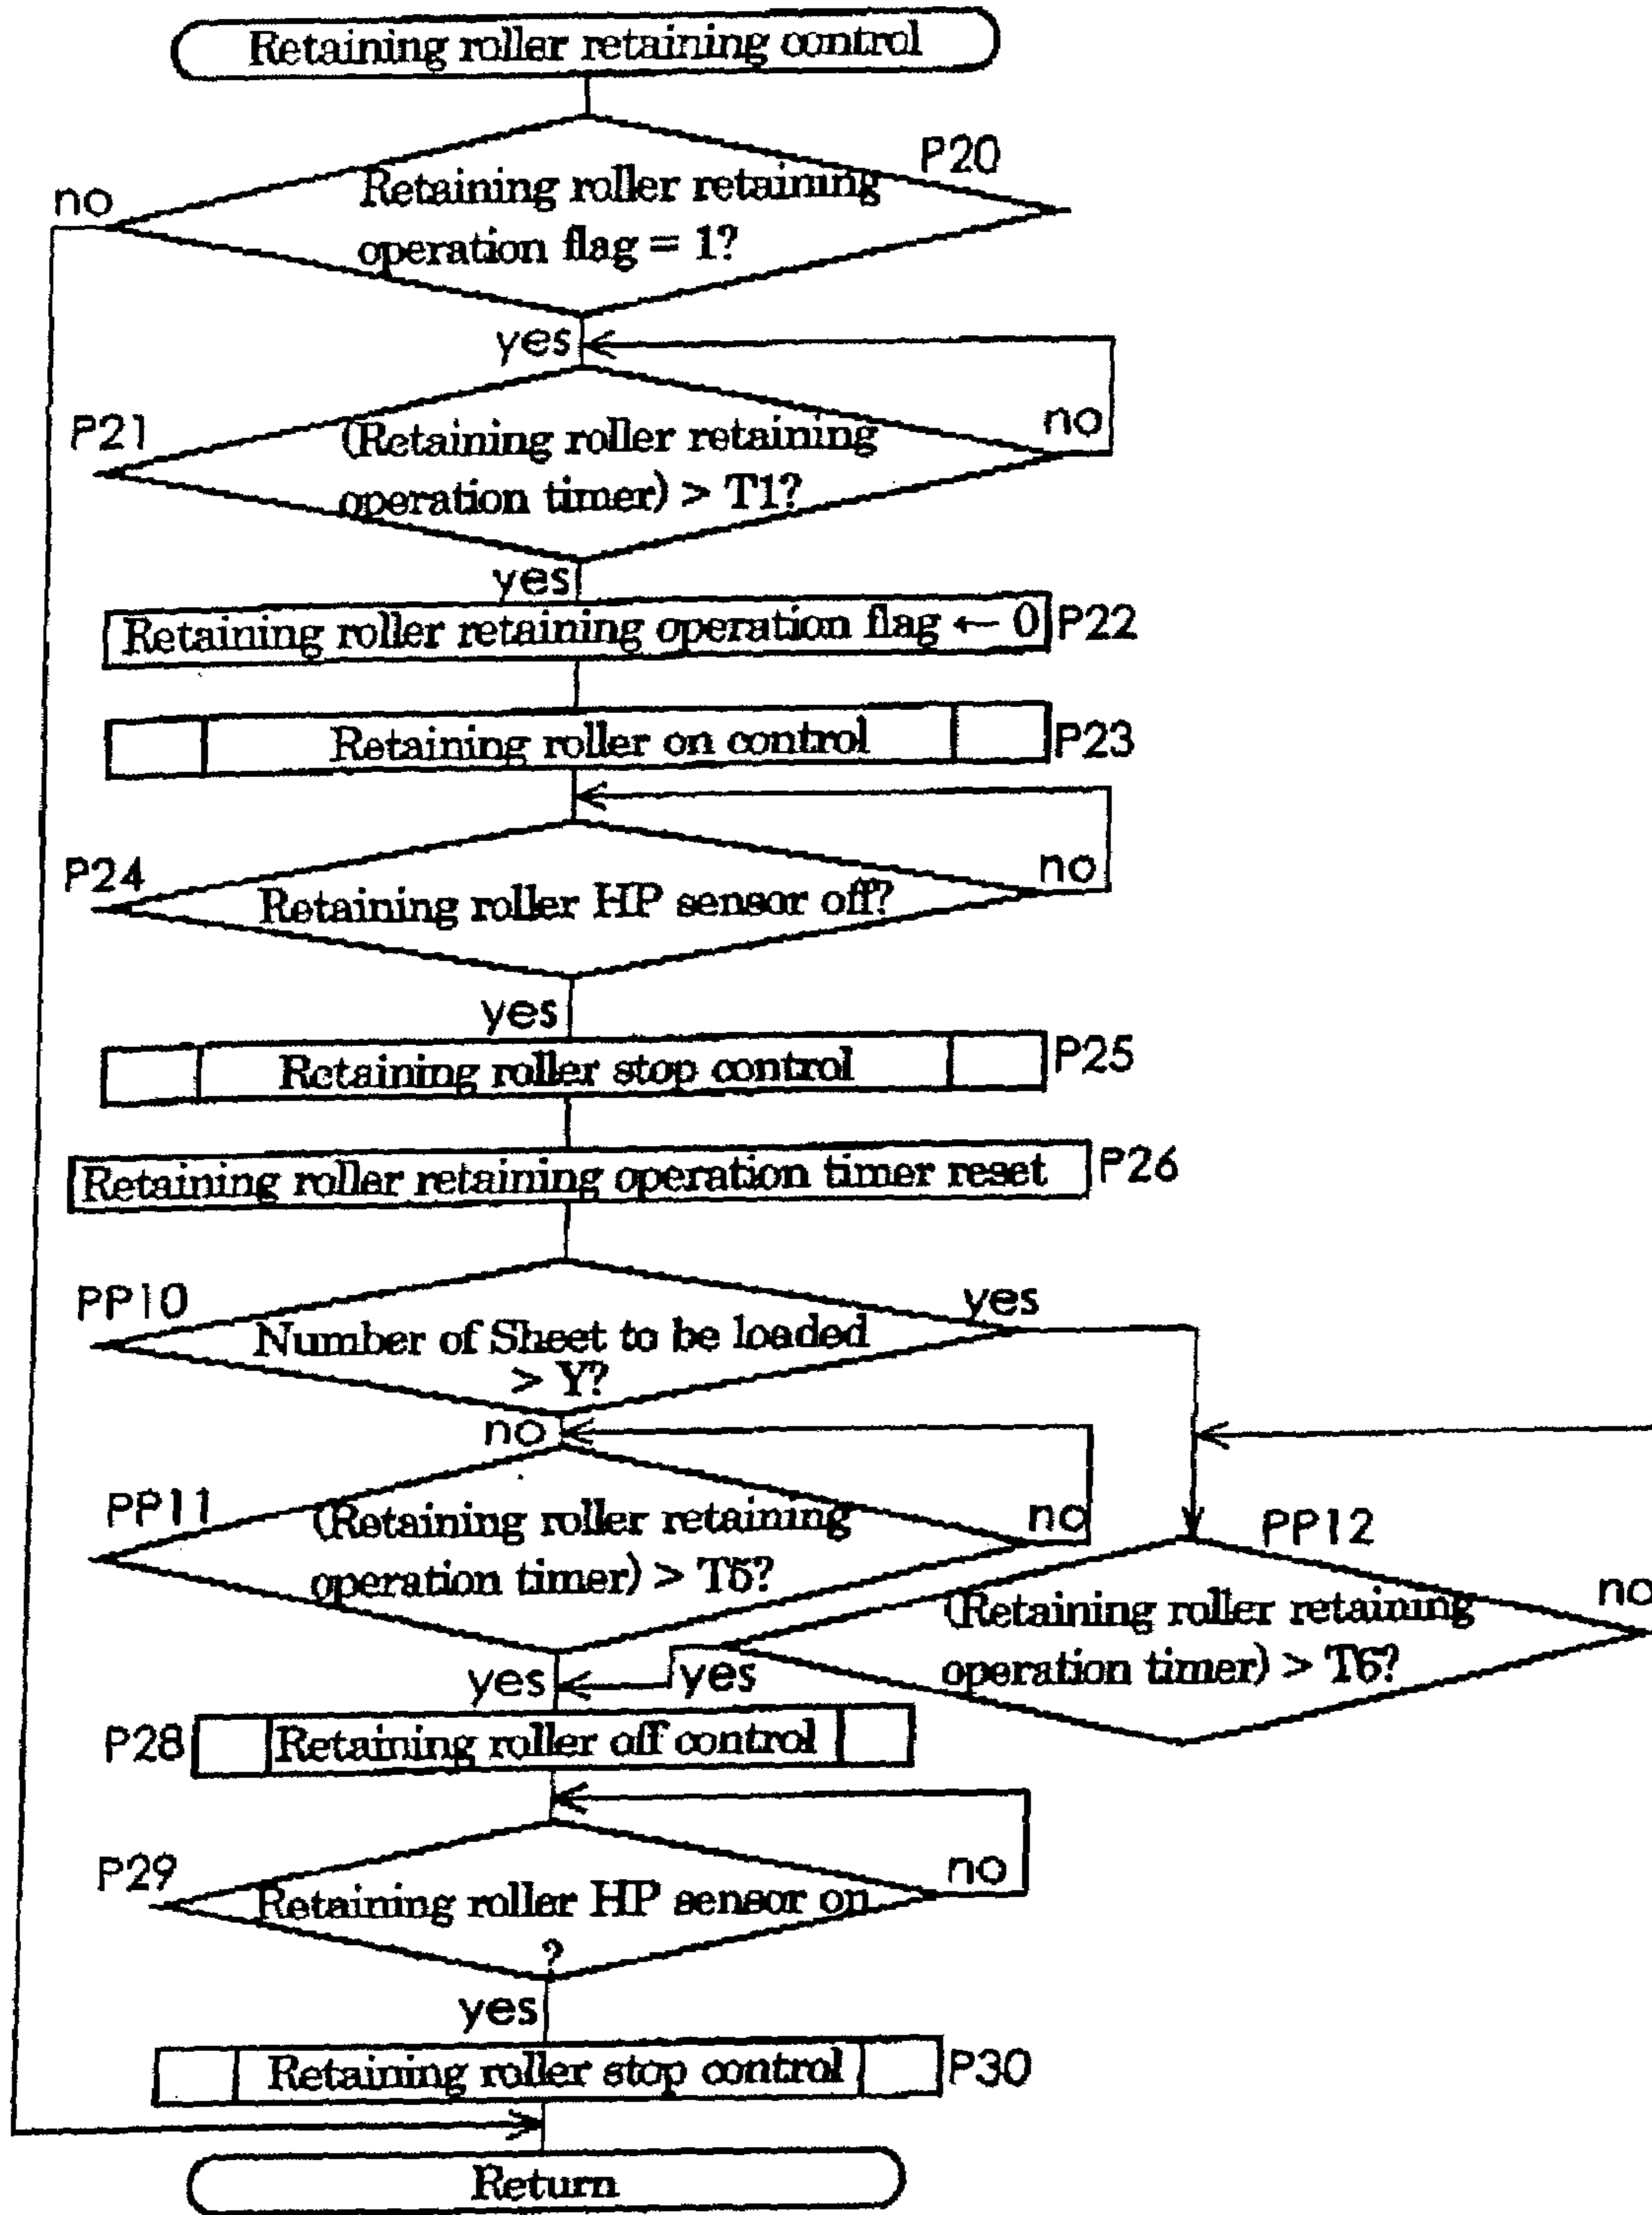 Retaining roller retaining control
P20
no
Retaining roller retaining
operation flag = 1?
yes
P21
no
(Retaining roller retaining
operation timer) > T1?
yes
Retaining roller retaining operation flag ← 0
P22
Retaining roller on control
P23
P24
no
Retaining roller HP sensor off?
yes
Retaining roller stop control
P25
Retaining roller retaining operation timer reset
P26
PP10
yes
Number of Sheet to be loaded
> Y?
no
PP11
(Retaining roller retaining
operation timer) > T5?
no
PP12
no
(Retaining roller retaining
operation timer) > T6?
yes
yes
P28
Retaining roller off control
P29
no
Retaining roller HP sensor on
?
yes
Retaining roller stop control
P30
Return